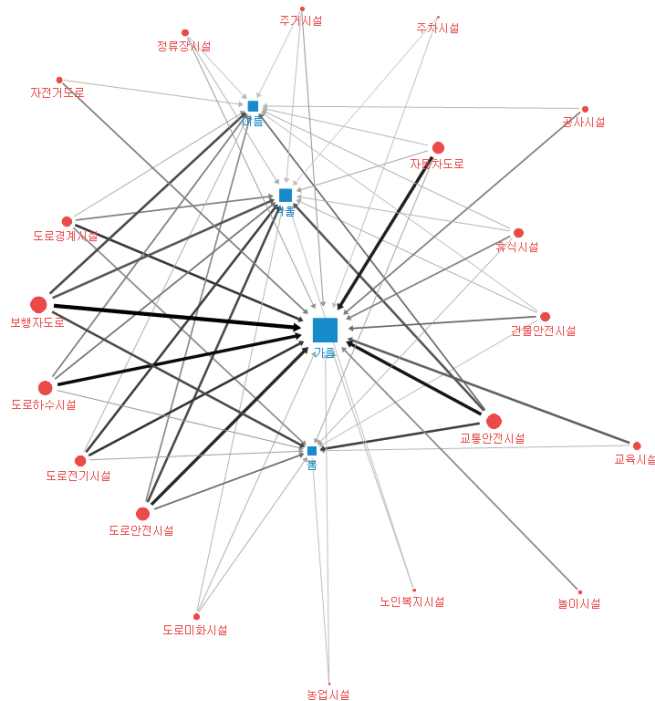 주거시설
주차시설
정류장시설
자전거도로
여름
공사시설
자동차도로
겨울
도로경계시설
휴식시설
보행자도로
건물안전시설
가을
도로하수시설
교통안전시설
봄
교육시설
도로전기시설
도로안전시설
노인복지시설
놀이시설
도로미화시설
농업시설